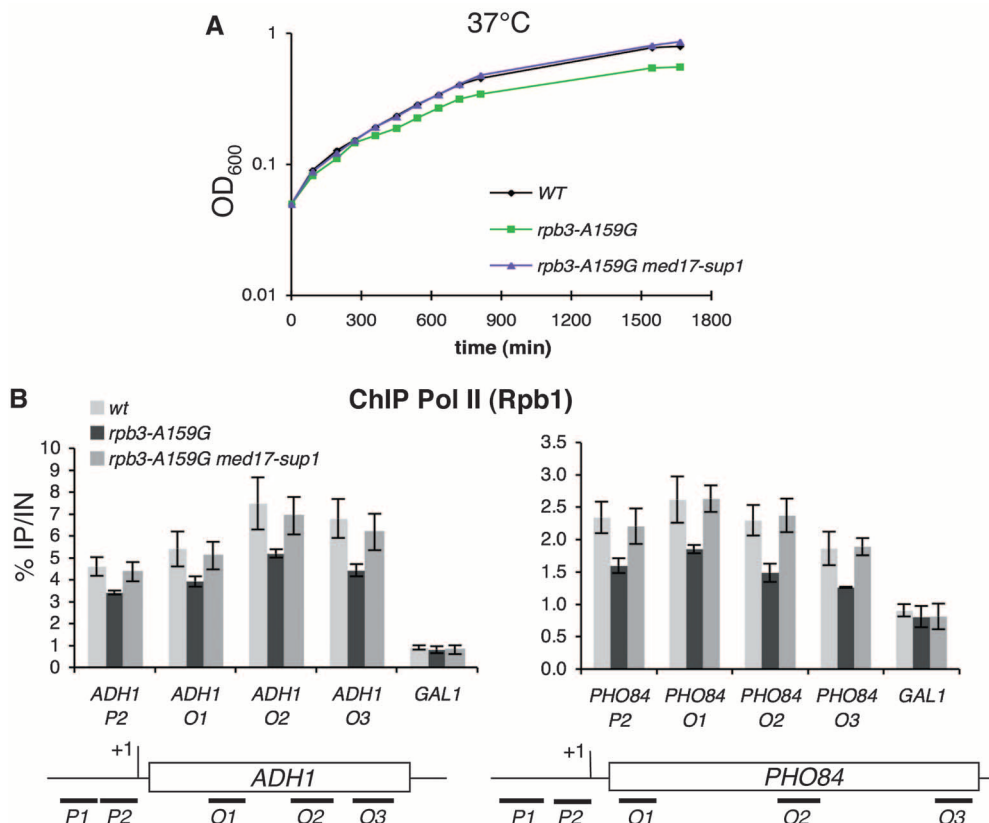 A
37°C
1
0.1
0.01
OD600
WT
rpb3-A159G
rpb3-A159G med17-sup1
0 300 600 900 1200 1500 1800
time (min)
B
ChIP Pol II (Rpb1)
wt
rpb3-A159G
rpb3-A159G med17-sup1
% IP/IN
10
9
8
7
6
5
4
3
2
1
0
ADH1 ADH1 ADH1 ADH1 GAL1
P2 O1 O2 O3
3.5
3.0
2.5
2.0
1.5
1.0
0.5
0.0
PHO84 PHO84 PHO84 PHO84 GAL1
P2 O1 O2 O3
+1
ADH1
P1 P2 O1 O2 O3
+1
PHO84
P1 P2 O1 O2 O3